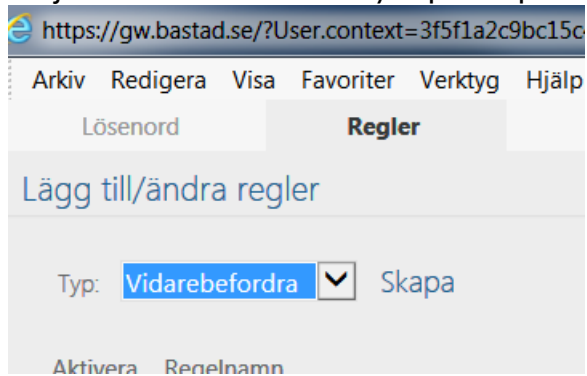 https://gw.bastad.se/?User.context=3f5f1a2c9bc15c
Arkiv Redigera Visa Favoriter Verktyg Hjälp
Lösenord Regler
Lägg till/ändra regler
Typ: Vidarebefordra Skapa
Aktivera Regelnamn